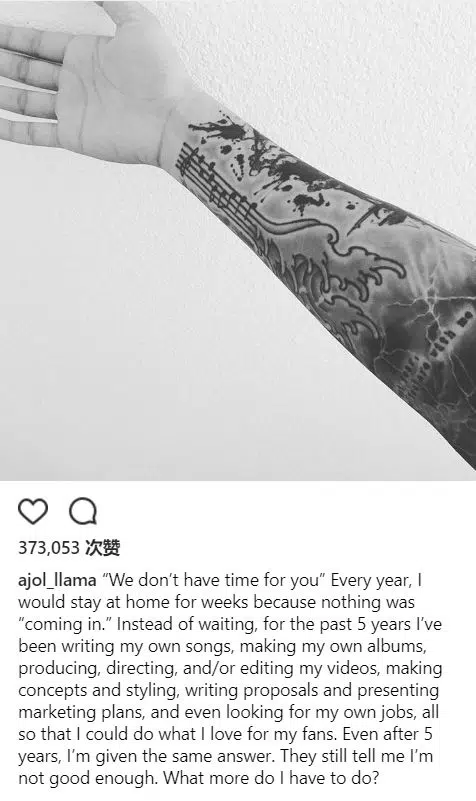 with me
373,053 次赞
ajol_llama “We don’t have time for you” Every year, I
would stay at home for weeks because nothing was
“coming in.” Instead of waiting, for the past 5 years I’ve
been writing my own songs, making my own albums,
producing, directing, and/or editing my videos, making
concepts and styling, writing proposals and presenting
marketing plans, and even looking for my own jobs, all
so that I could do what I love for my fans. Even after 5
years, I’m given the same answer. They still tell me I’m
not good enough. What more do I have to do?